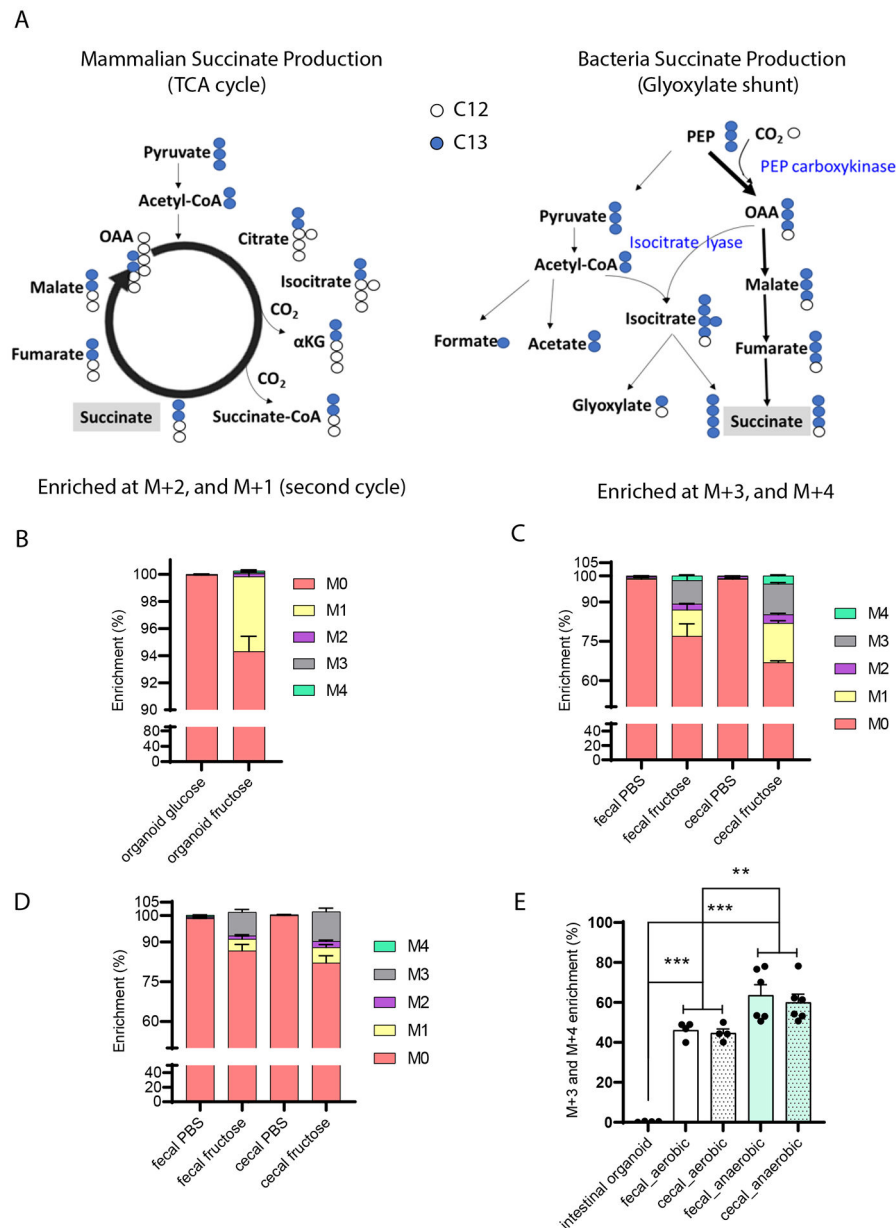 A
Mammalian Succinate Production
(TCA cycle)
Bacteria Succinate Production
(Glyoxylate shunt)
C12
C13
Pyruvate
Acetyl-CoA
OAA
Citrate
Malate
Isocitrate
CO2
αKG
Fumarate
CO2
Succinate
Succinate-CoA
PEP
CO2
PEP carboxykinase
Pyruvate
OAA
Isocitrate lyase
Acetyl-CoA
Malate
Formate
Acetate
Isocitrate
Fumarate
Glyoxylate
Succinate
Enriched at M+2, and M+1 (second cycle)
Enriched at M+3, and M+4
B
Enrichment (%)
100
98
96
94
92
90
80
40
0
organoid glucose
organoid fructose
M0
M1
M2
M3
M4
C
Enrichment (%)
105
100
90
75
60
40
20
0
fecal PBS
fecal fructose
cecal PBS
cecal fructose
M4
M3
M2
M1
M0
D
Enrichment (%)
105
100
90
75
60
40
20
0
fecal PBS
fecal fructose
cecal PBS
cecal fructose
M4
M3
M2
M1
M0
E
M+3 and M+4 enrichment (%)
100
80
60
40
20
0
**
***
***
intestinal organoid
fecal_aerobic
cecal_aerobic
fecal_anaerobic
cecal_anaerobic